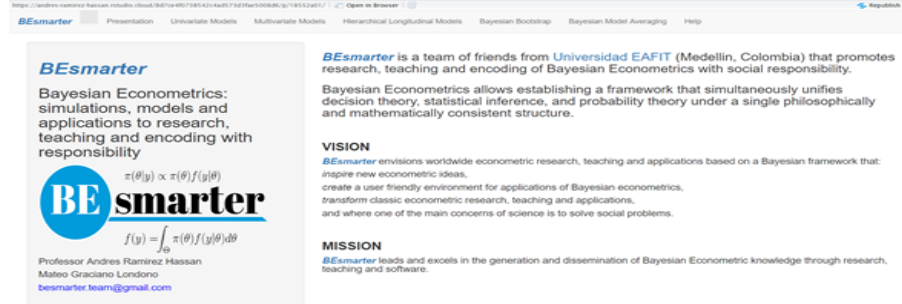 Open in Browser
Republish
BEsmarter
Presentation
Univariate Models
Multivariate Models
Hierarchical Longitudinal Models
Bayesian Bootstrap
Bayesian Model Averaging
Help
BEsmarter
Bayesian Econometrics:
simulations, models and
applications to research,
teaching and encoding with
responsibility
π(θ|y) ∝ π(θ)f(y|θ)
BE smarter
f(y) = ∫Θ π(θ)f(y|θ)dθ
Professor Andres Ramirez Hassan
Mateo Graciano Londono
besmarter.team@gmail.com
BEsmarter is a team of friends from Universidad EAFIT (Medellin, Colombia) that promotes
research, teaching and encoding of Bayesian Econometrics with social responsibility.
Bayesian Econometrics allows establishing a framework that simultaneously unifies
decision theory, statistical inference, and probability theory under a single philosophically
and mathematically consistent structure.
VISION
BEsmarter envisions worldwide econometric research, teaching and applications based on a Bayesian framework that:
inspire new econometric ideas,
create a user friendly environment for applications of Bayesian econometrics,
transform classic econometric research, teaching and applications,
and where one of the main concerns of science is to solve social problems.
MISSION
BEsmarter leads and excels in the generation and dissemination of Bayesian Econometric knowledge through research,
teaching and software.